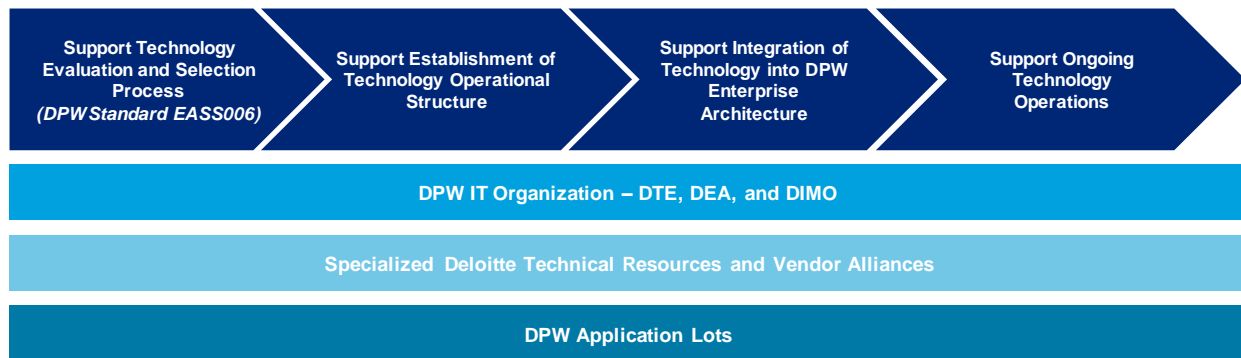 Support Technology
Evaluation and Selection
Process
(DPW Standard EASS006)
Support Establishment of
Technology Operational
Structure
Support Integration of
Technology into DPW
Enterprise
Architecture
Support Ongoing
Technology
Operations
DPW IT Organization – DTE, DEA, and DIMO
Specialized Deloitte Technical Resources and Vendor Alliances
DPW Application Lots